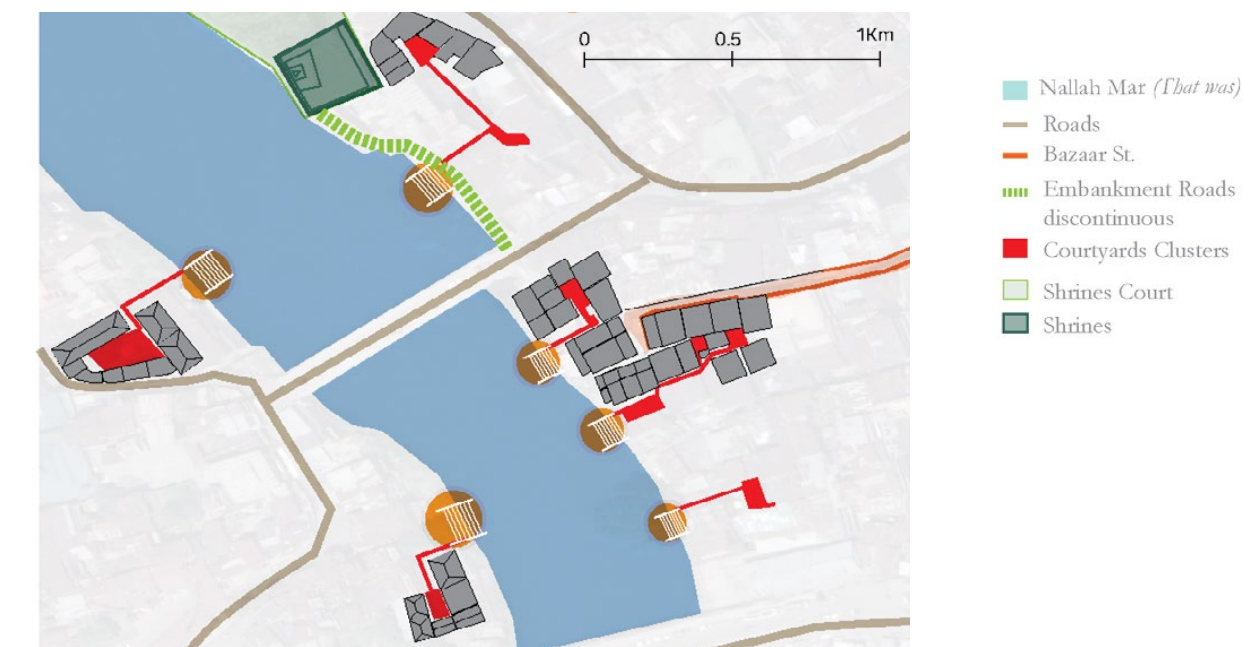 0 0.5 1Km
Nallah Mar (That was)
Roads
Bazaar St.
Embankment Roads
discontinuous
Courtyards Clusters
Shrines Court
Shrines